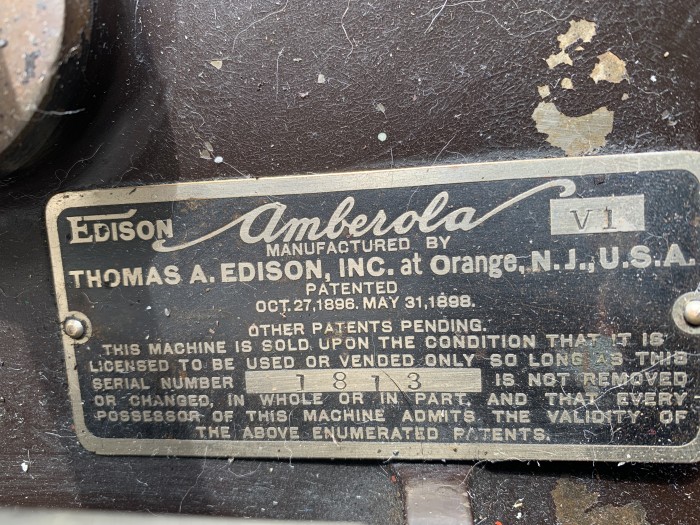 EDISON Amberola V1
MANUFACTURED BY
THOMAS A. EDISON, INC. at Orange, N.J., U.S.A.
PATENTED
OCT. 27, 1896. MAY 31, 1898.
OTHER PATENTS PENDING.
THIS MACHINE IS SOLD UPON THE CONDITION THAT IT IS
LICENSED TO BE USED OR VENDED ONLY SO LONG AS THIS
SERIAL NUMBER 1813 IS NOT REMOVED
OR CHANGED, IN WHOLE OR IN PART, AND THAT EVERY
POSSESSOR OF THIS MACHINE ADMITS THE VALIDITY OF
THE ABOVE ENUMERATED PATENTS.